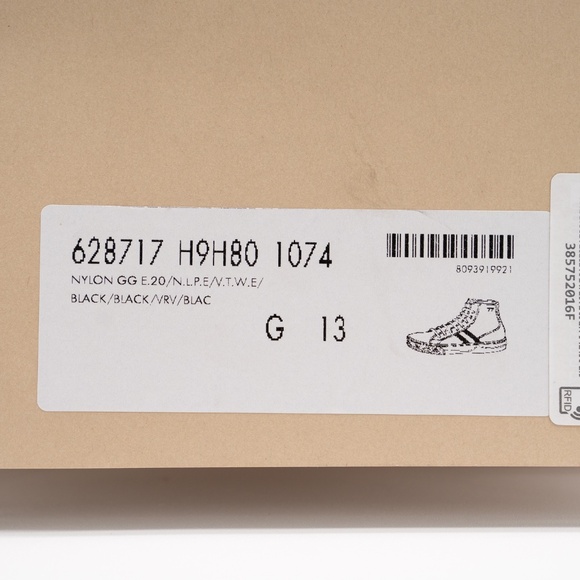 628717 H9H80 1074
NYLON GG E.20/N.L.P.E/V.T.W.E/
BLACK/BLACK/VRV/BLAC
G 13
8093919921
385752016F
RFID